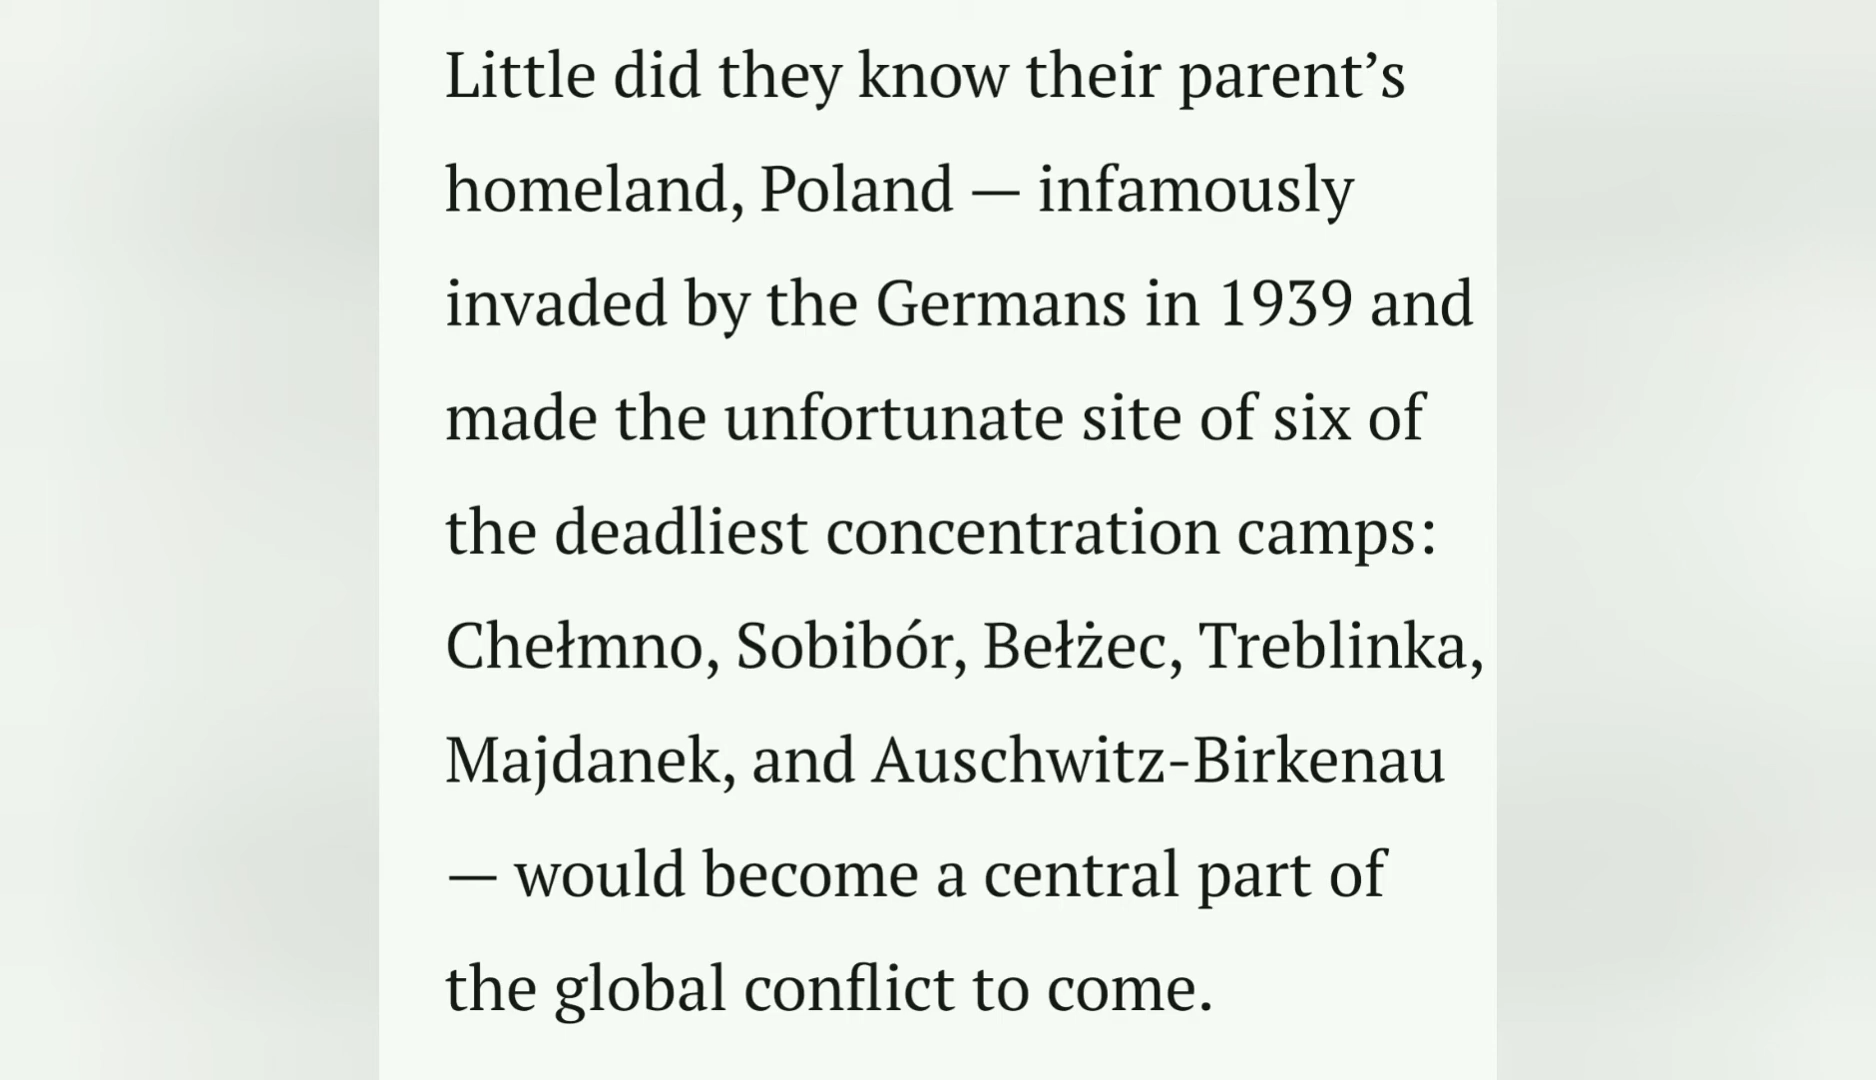 Little did they know their parent’s
homeland, Poland — infamously
invaded by the Germans in 1939 and
made the unfortunate site of six of
the deadliest concentration camps:
Chełmno, Sobibór, Bełżec, Treblinka,
Majdanek, and Auschwitz-Birkenau
— would become a central part of
the global conflict to come.